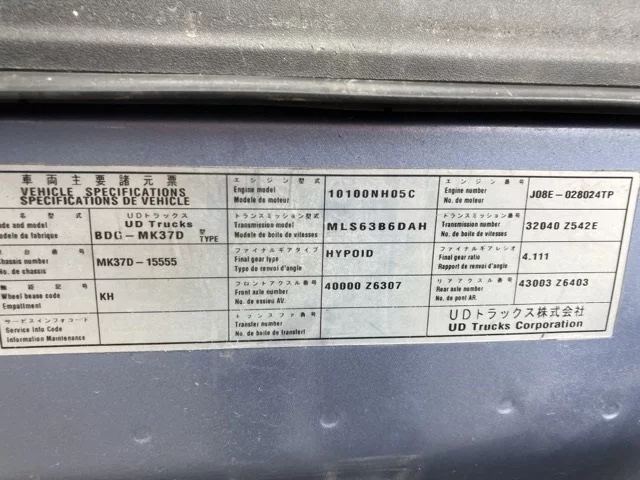 車両主要諸元票
VEHICLE SPECIFICATIONS
SPECIFICATIONS DE VEHICLE
エンジン型式
Engine model
Modele du moteur
10100NH05C
エンジン番号
Engine number
No. de moteur
J08E-028024TP
車名型式
ade and model
Modele de fabrique
UDトラックス
UD Trucks
BDG-MK37D
型
TYPE
トランスミッション型式
Transmission model
Modele de boite de vitesses
MLS63B6DAH
トランスミッション番号
Transmission number
No. de boite de vitesses
32040 Z542E
台番号
Chassis number
No. de chassis
MK37D-15555
ファイナルギアタイプ
Final gear type
Type de renvoi d'angle
HYPOID
ファイナルギアレシオ
Final gear ratio
Rapport de renvoi d'angle
4.111
記号
Wheel base code
Empattment
KH
フロントアクスル番号
Front axle number
No. de essieu AV.
40000 Z6307
リアアクスル番号
Rear axle number
No. de pont AR.
43003 Z6403
サービスインフォコード
Service Info Code
Information Maintenance
トランスファ番号
Transfer number
No. de boite de transfert
UDトラックス株式会社
UD Trucks Corporation